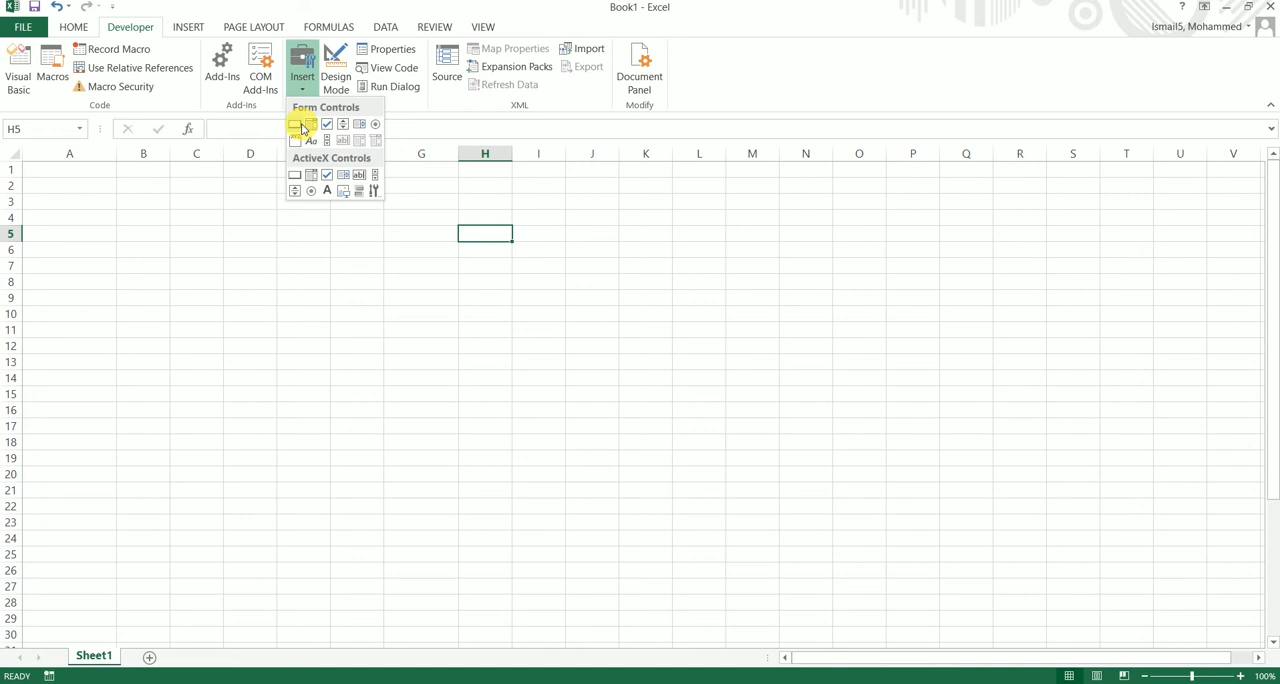 Book1 - Excel
FILE HOME Developer INSERT PAGE LAYOUT FORMULAS DATA REVIEW VIEW
Ismail5, Mohammed
Visual Basic
Macros
Record Macro
Use Relative References
Macro Security
Code
Add-Ins
COM Add-Ins
Add-Ins
Insert
Design Mode
Properties
View Code
Run Dialog
Source
Map Properties
Expansion Packs
Refresh Data
Import
Export
XML
Document Panel
Modify
Form Controls
Aa
ab|
ActiveX Controls
ab|
A
H5
fx
A B C D G H I J K L M N O P Q R S T U V
1
2
3
4
5
6
7
8
9
10
11
12
13
14
15
16
17
18
19
20
21
22
23
24
25
26
27
28
29
30
Sheet1
READY
100%